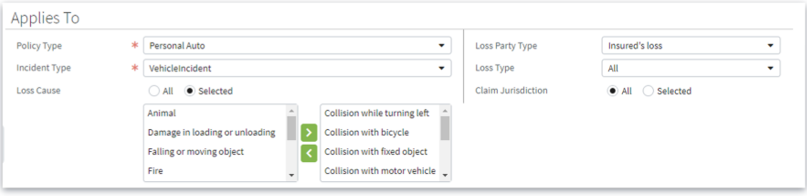 Applies To
Policy Type * Personal Auto
Incident Type * VehicleIncident
Loss Cause All Selected
Animal
Damage in loading or unloading
Falling or moving object
Fire
Collision while turning left
Collision with bicycle
Collision with fixed object
Collision with motor vehicle
Loss Party Type Insured's loss
Loss Type All
Claim Jurisdiction All Selected